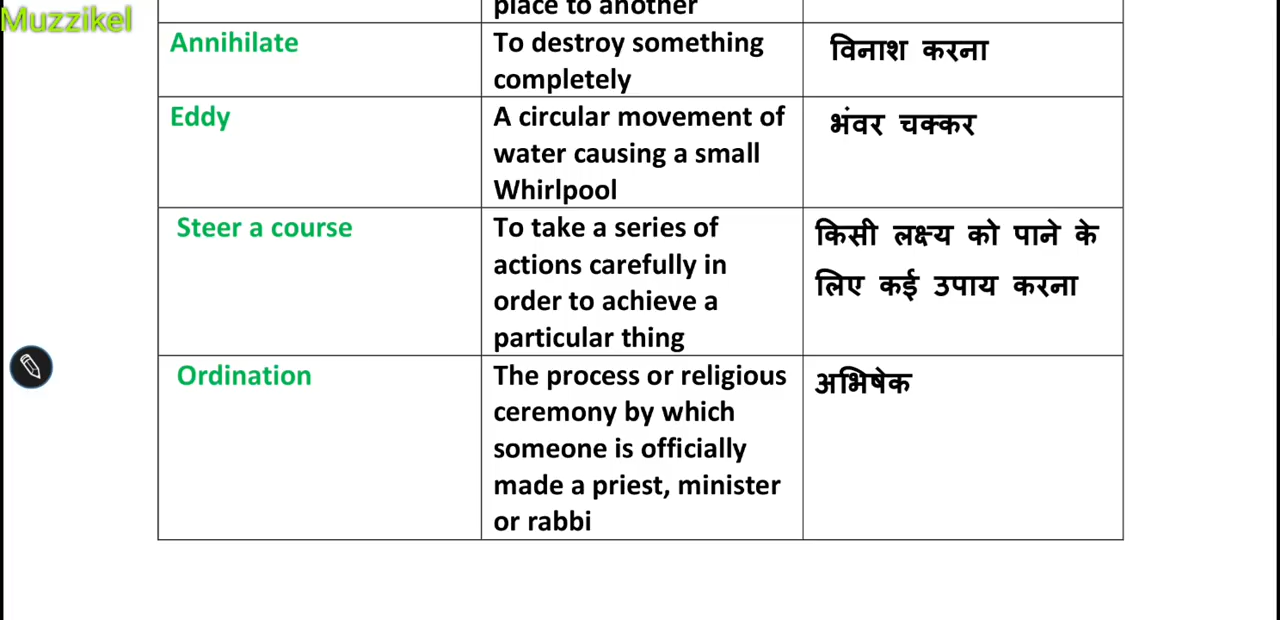 Muzzikel
place to another
Annihilate
To destroy something
completely
विनाश करना
Eddy
A circular movement of
water causing a small
Whirlpool
भंवर चक्कर
Steer a course
To take a series of
actions carefully in
order to achieve a
particular thing
किसी लक्ष्य को पाने के
लिए कई उपाय करना
Ordination
The process or religious
ceremony by which
someone is officially
made a priest, minister
or rabbi
अभिषेक